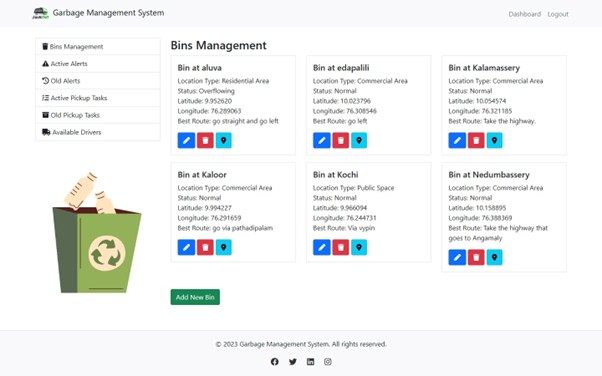 Garbage Management System
Dashboard Logout
Bins Management
Active Alerts
Old Alerts
Active Pickup Tasks
Old Pickup Tasks
Available Drivers
Bins Management
Bin at aluva
Location Type: Residential Area
Status: Overflowing
Latitude: 9.952620
Longitude: 76.289063
Best Route: go straight and go left
Bin at edapalili
Location Type: Commercial Area
Status: Normal
Latitude: 10.023796
Longitude: 76.308546
Best Route: go left
Bin at Kalamassery
Location Type: Commercial Area
Status: Normal
Latitude: 10.054574
Longitude: 76.321185
Best Route: Take the highway.
Bin at Kaloor
Location Type: Commercial Area
Status: Normal
Latitude: 9.994227
Longitude: 76.291659
Best Route: go via pathadipalam
Bin at Kochi
Location Type: Public Space
Status: Normal
Latitude: 9.966094
Longitude: 76.244731
Best Route: Via vypin
Bin at Nedumbassery
Location Type: Commercial Area
Status: Normal
Latitude: 10.158895
Longitude: 76.388369
Best Route: Take the highway that
goes to Angamaly
Add New Bin
© 2023 Garbage Management System. All rights reserved.